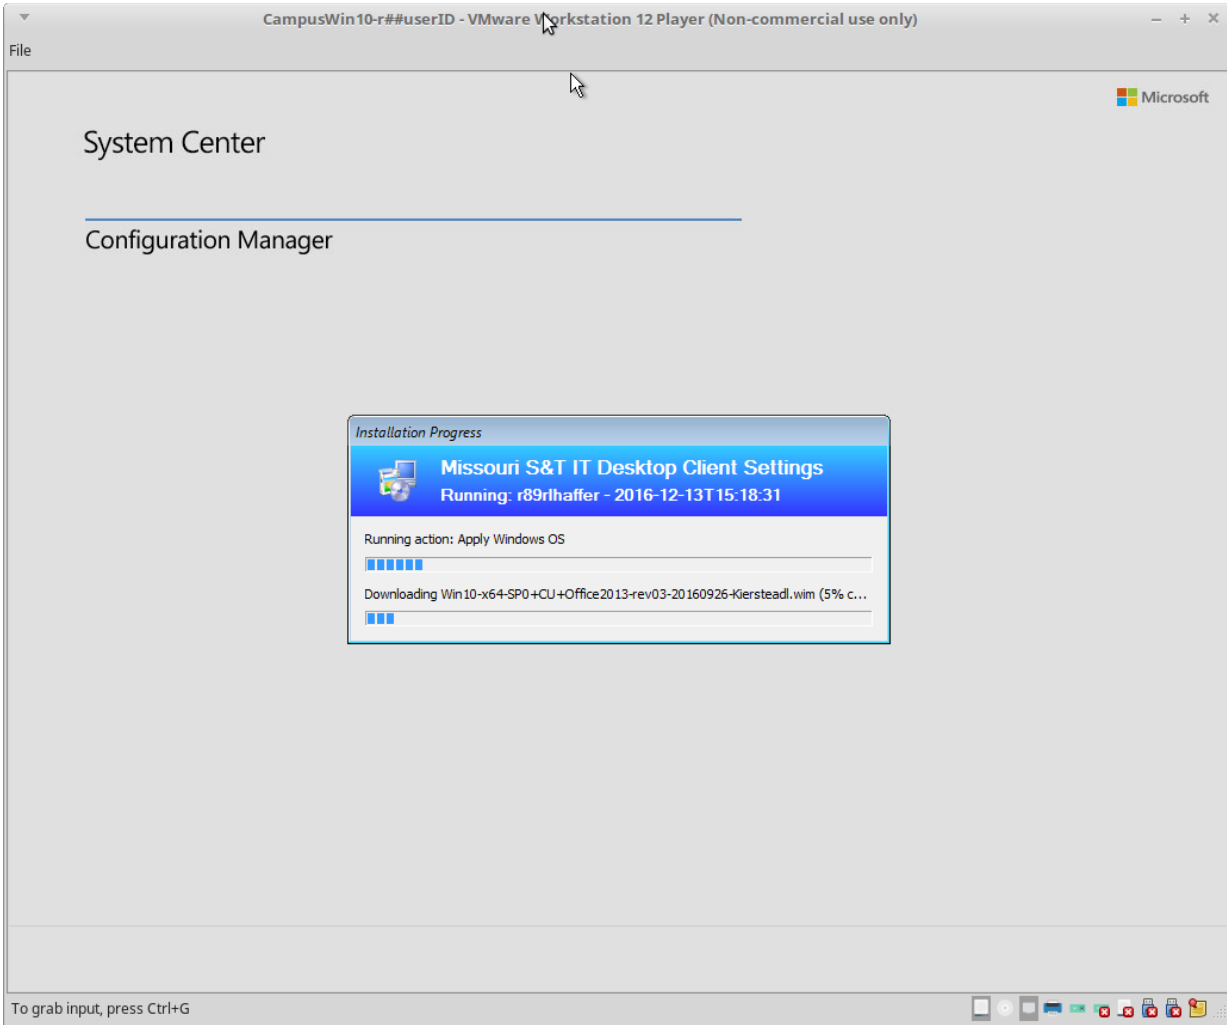 CampusWin10-r##userID - VMware Workstation 12 Player (Non-commercial use only)
File
Microsoft
System Center
Configuration Manager
Installation Progress
Missouri S&T IT Desktop Client Settings
Running: r89rlhaffer - 2016-12-13T15:18:31
Running action: Apply Windows OS
Downloading Win10-x64-SP0+CU+Office2013-rev03-20160926-Kiersteadl.wim (5% c...
To grab input, press Ctrl+G